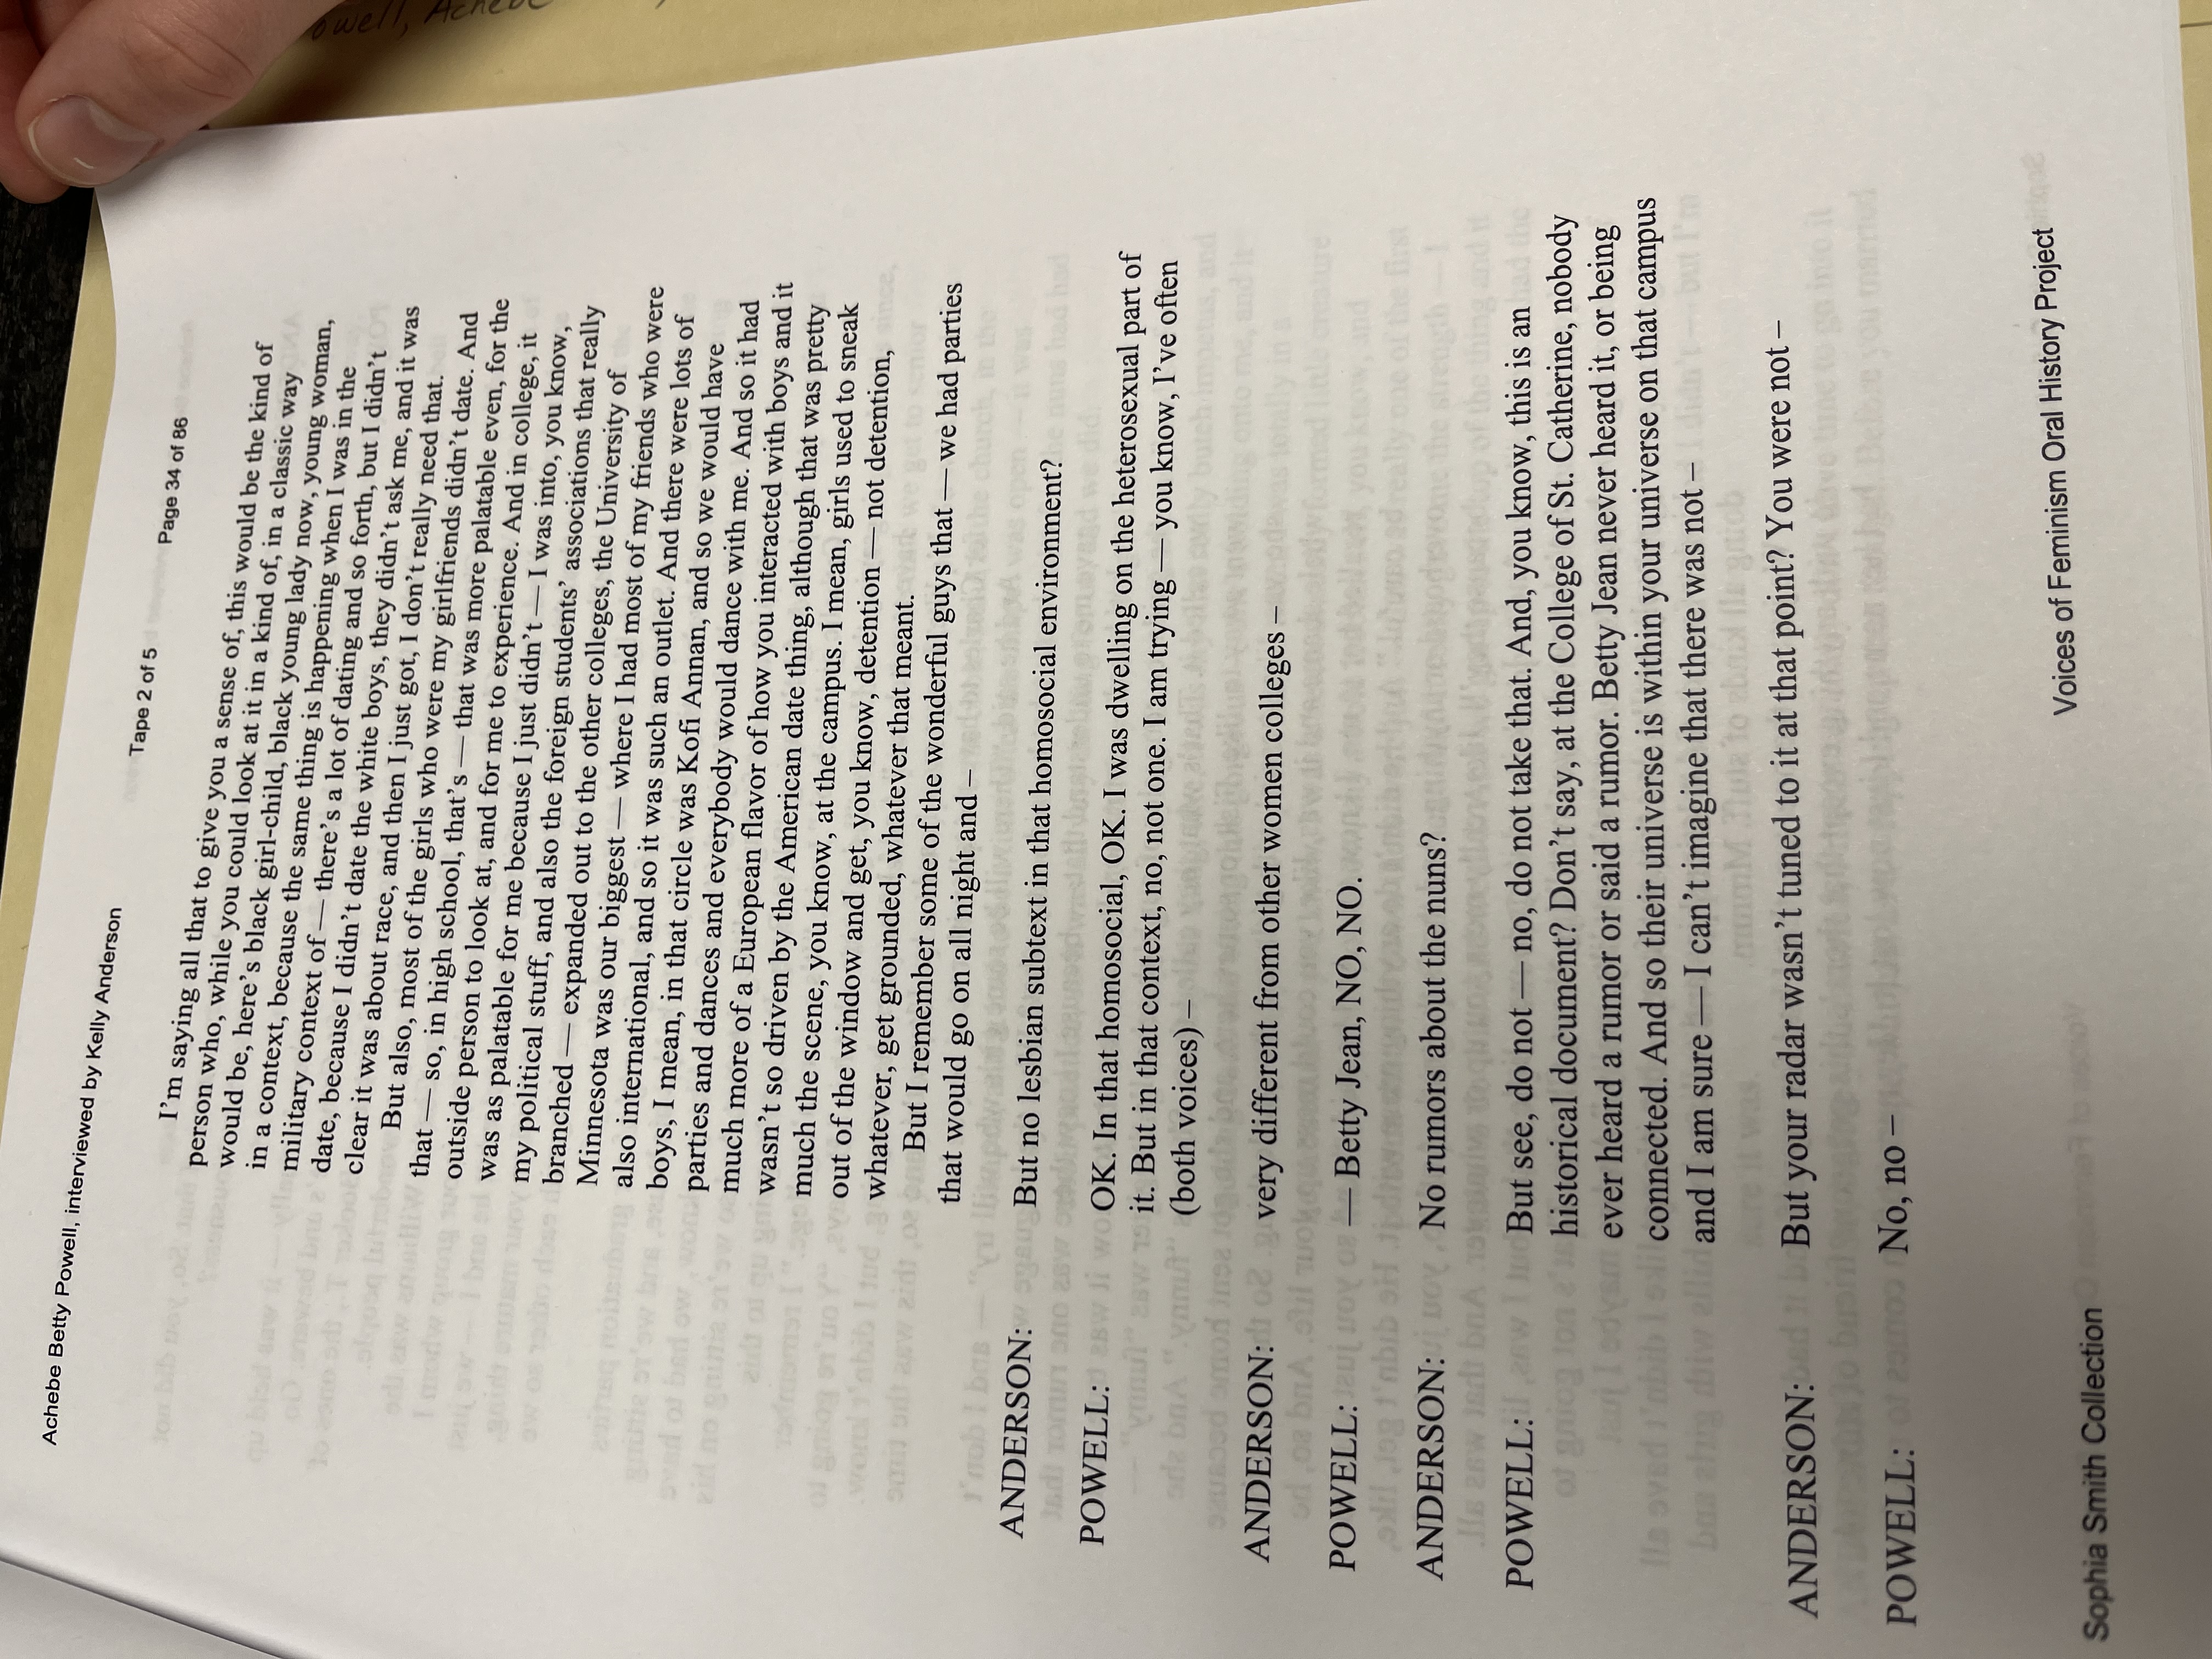 Achebe Betty Powell, interviewed by Kelly Anderson
Tape 2 of 5
Page 34 of 86
I’m saying all that to give you a sense of, this would be the kind of
person who, while you could look at it in a kind of, in a classic way
would be, here’s black girl-child, black young lady now, young woman,
in a context, because the same thing is happening when I was in the
military context of — there’s a lot of dating and so forth, but I didn’t
date, because I didn’t date the white boys, they didn’t ask me, and it was
clear it was about race, and then I just got, I don’t really need that.
But also, most of the girls who were my girlfriends didn’t date. And
that — so, in high school, that’s — that was more palatable even, for the
outside person to look at, and for me to experience. And in college, it
was as palatable for me because I just didn’t — I was into, you know,
my political stuff, and also the foreign students’ associations that really
branched — expanded out to the other colleges, the University of
Minnesota was our biggest — where I had most of my friends who were
also international, and so it was such an outlet. And there were lots of
boys, I mean, in that circle was Kofi Annan, and so we would have
parties and dances and everybody would dance with me. And so it had
much more of a European flavor of how you interacted with boys and it
wasn’t so driven by the American date thing, although that was pretty
much the scene, you know, at the campus. I mean, girls used to sneak
out of the window and get, you know, detention — not detention,
whatever, get grounded, whatever that meant.
But I remember some of the wonderful guys that — we had parties
that would go on all night and –
ANDERSON: But no lesbian subtext in that homosocial environment?
POWELL: OK. In that homosocial, OK. I was dwelling on the heterosexual part of
it. But in that context, no, not one. I am trying — you know, I’ve often
(both voices) –
ANDERSON: very different from other women colleges –
POWELL: — Betty Jean, NO, NO.
ANDERSON: No rumors about the nuns?
POWELL: But see, do not — no, do not take that. And, you know, this is an
historical document? Don’t say, at the College of St. Catherine, nobody
ever heard a rumor or said a rumor. Betty Jean never heard it, or being
connected. And so their universe is within your universe on that campus
and I am sure — I can’t imagine that there was not –
ANDERSON: But your radar wasn’t tuned to it at that point? You were not –
POWELL: No, no –
Sophia Smith Collection
Voices of Feminism Oral History Project